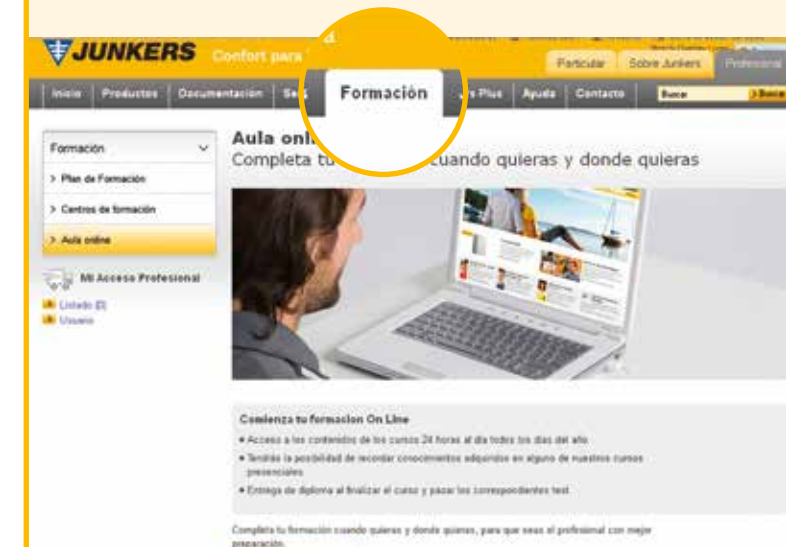 JUNKERS Confort para
Particular Sobre Junkers Profesional
Inicio Productos Documentación Formación Plus Ayuda Contacto Buscar Buscar
Formación
> Plan de Formación
> Centros de formación
> Aula online
Mi Acceso Profesional
Listado (0)
Usuario
Aula onl
Completa tu cuando quieras y donde quieras
Comienza tu formacion On Line
• Acceso a los contenidos de los cursos 24 horas al día todos los días del año.
• Tendrás la posibilidad de recordar conocimientos adquiridos en alguno de nuestros cursos
presenciales.
• Entrega de diploma al finalizar el curso y pasar los correspondientes test.
Completa tu formación cuando quieras y donde quieras, para que seas el profesional con mejor
preparación.